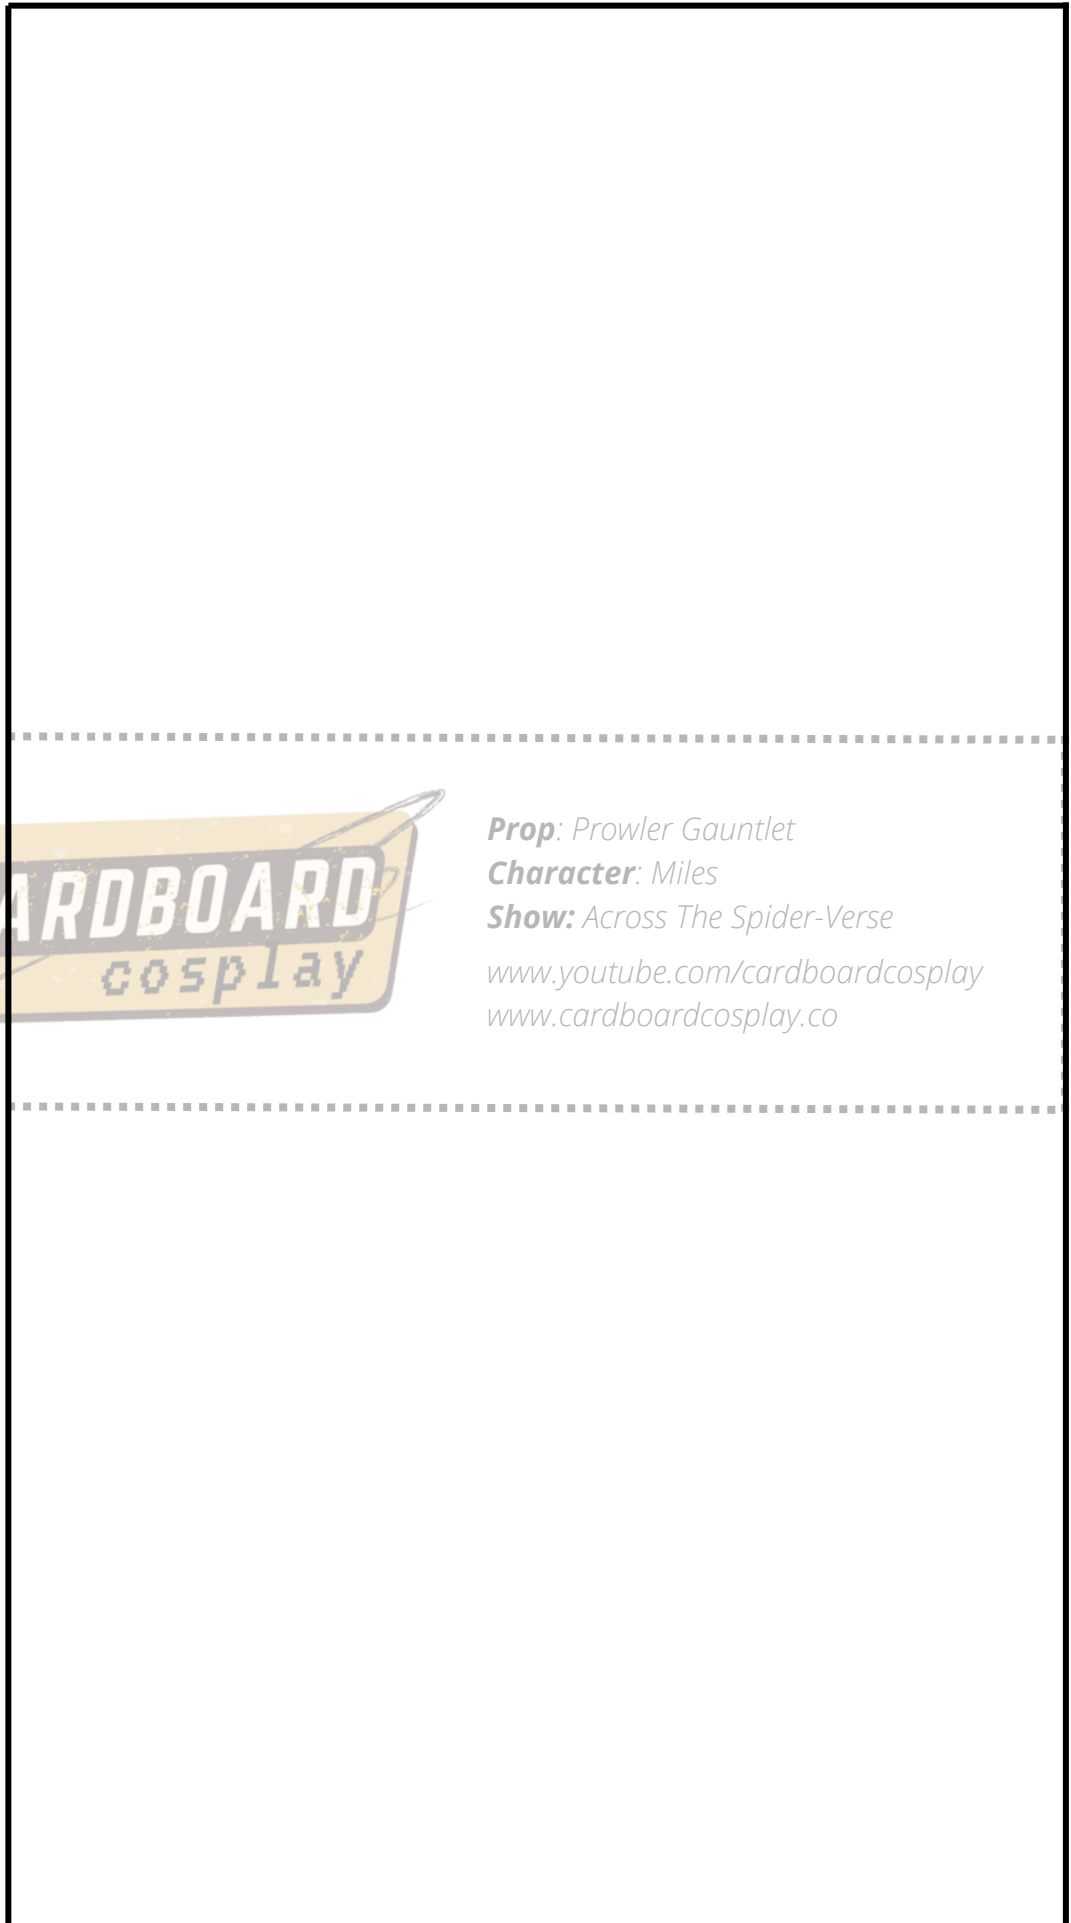 ARDBOARD
cosplay
Prop: Prowler Gauntlet
Character: Miles
Show: Across The Spider-Verse
www.youtube.com/cardboardcosplay
www.cardboardcosplay.co